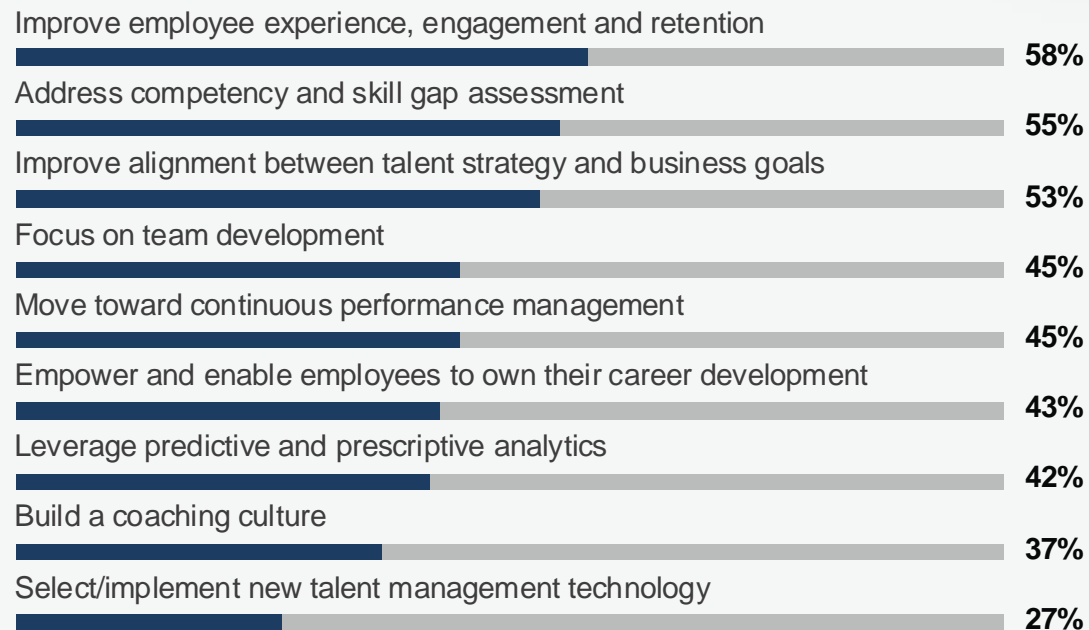 Improve employee experience, engagement and retention
58%
Address competency and skill gap assessment
55%
Improve alignment between talent strategy and business goals
53%
Focus on team development
45%
Move toward continuous performance management
45%
Empower and enable employees to own their career development
43%
Leverage predictive and prescriptive analytics
42%
Build a coaching culture
37%
Select/implement new talent management technology
27%